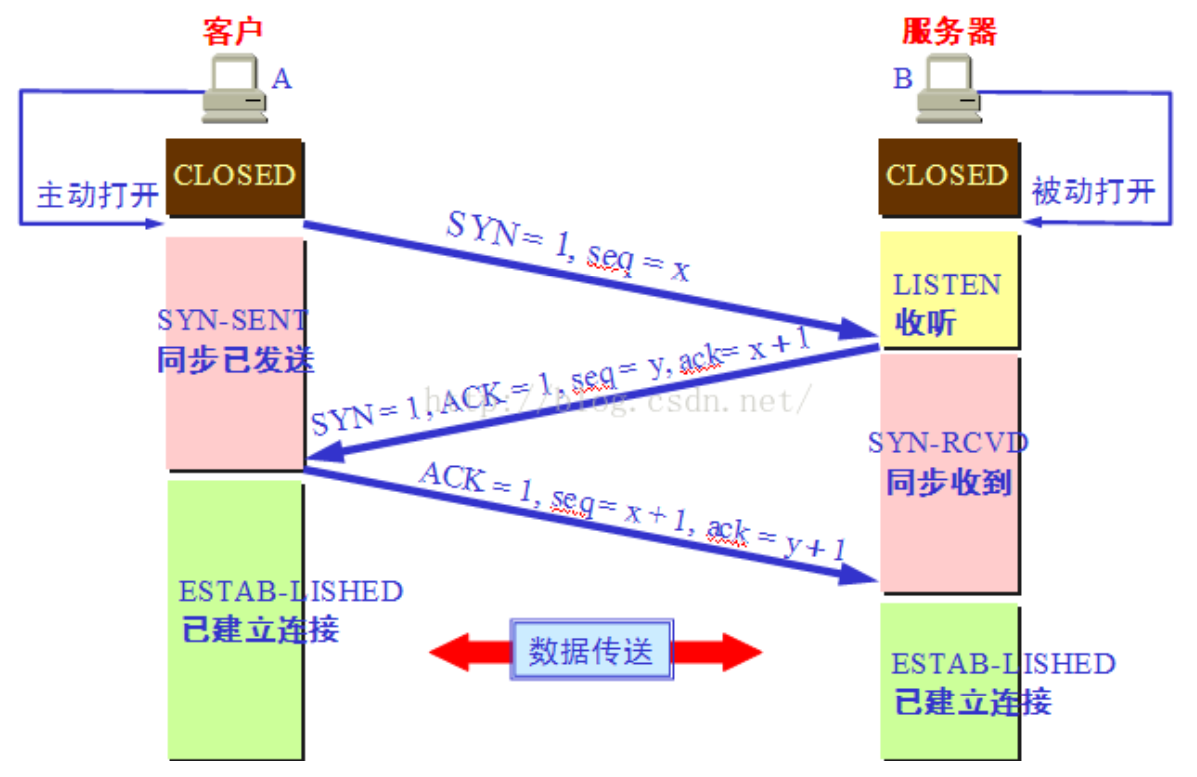 客户
服务器
A
B
CLOSED
CLOSED
主动打开
被动打开
SYN = 1, seq = x
LISTEN
收听
SYN-SENT
同步已发送
SYN = 1, ACK = 1, seq = y, ack= x + 1
http://blog.csdn.net/
SYN-RCVD
同步收到
ACK = 1, seq = x + 1, ack = y + 1
ESTAB-LISHED
已建立连接
数据传送
ESTAB-LISHED
已建立连接